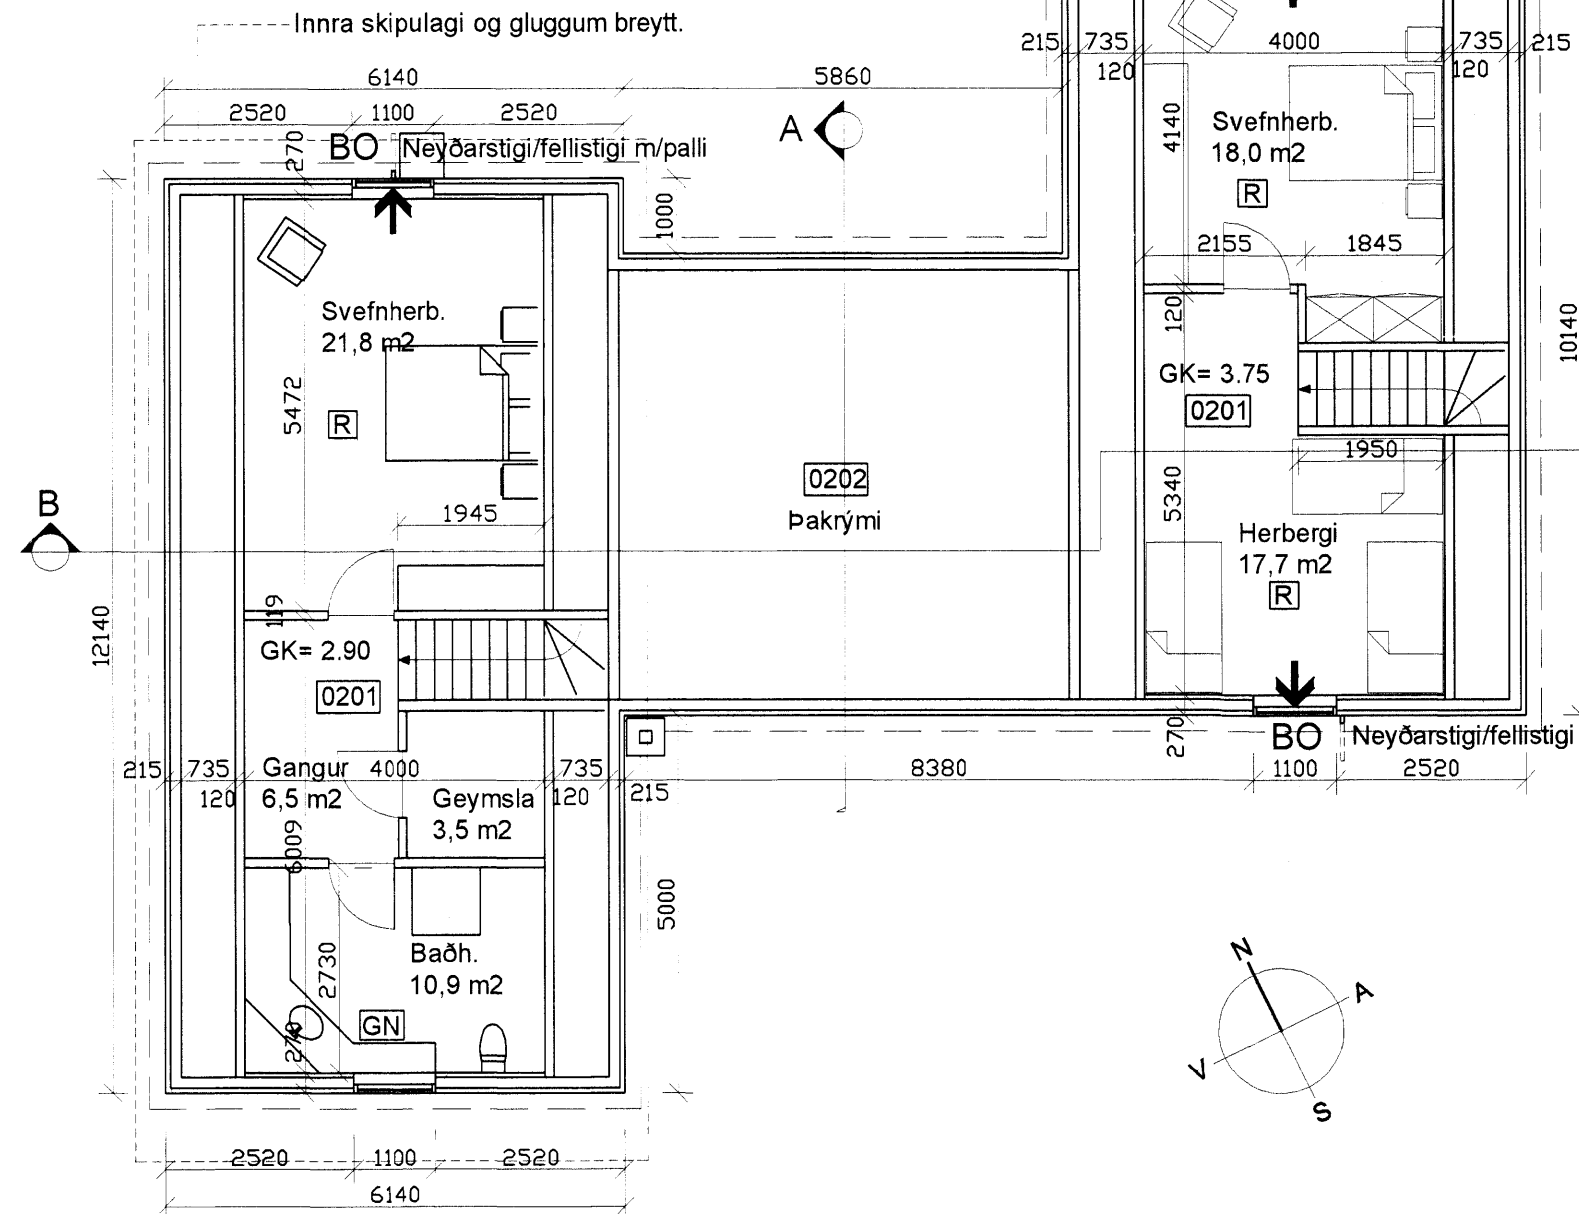 Innra skipulagi og gluggum breytt.
6140
5860
215
735
4000
735
215
120
120
2520
1100
2520
A
270
BO
Neyðarstigi/fellistigi m/palli
4140
Svefnherb.
18,0 m2
R
1000
2155
1845
Svefnherb.
21,8 m2
120
10140
5472
R
GK= 3.75
0201
1950
B
0202
Þakrými
1945
5340
Herbergi
17,7 m2
R
12140
119
GK= 2.90
0201
270
BO
Neyðarstigi/fellistigi
215
735
Gangur
4000
735
8380
1100
2520
120
6,5 m2
Geymsla
120
215
3,5 m2
6009
5000
Baðh.
10,9 m2
2730
GN
270
N
A
V
S
2520
1100
2520
6140